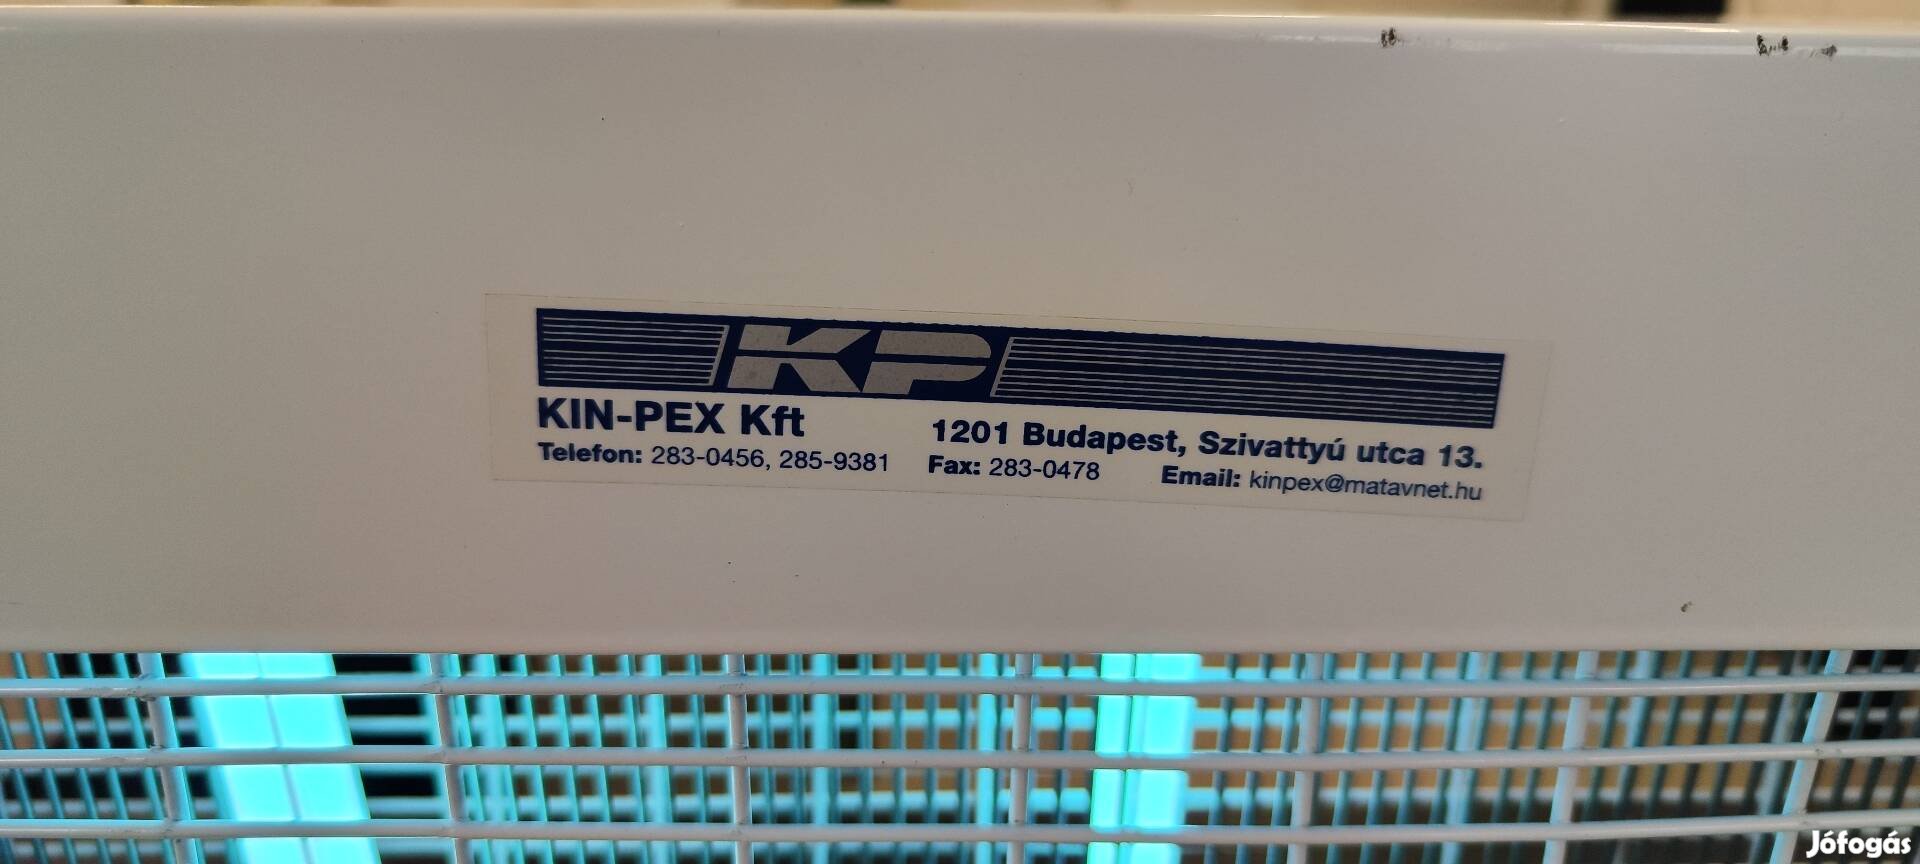 KP
KIN-PEX Kft
1201 Budapest, Szivattyú utca 13.
Telefon: 283-0456, 285-9381 Fax: 283-0478 Email: kinpex@matavnet.hu
Jófogás